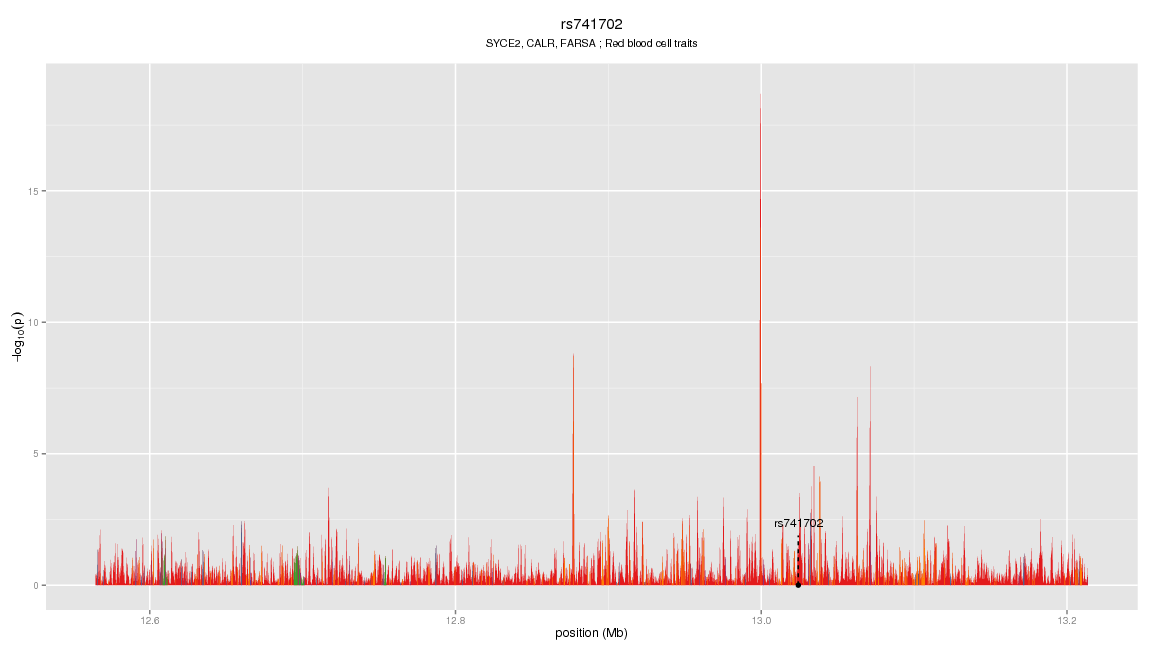 rs741702
SYCE2, CALR, FARSA ; Red blood cell traits
15
10
5
0
−log10(p)
rs741702
12.6 12.8 13.0 13.2
position (Mb)